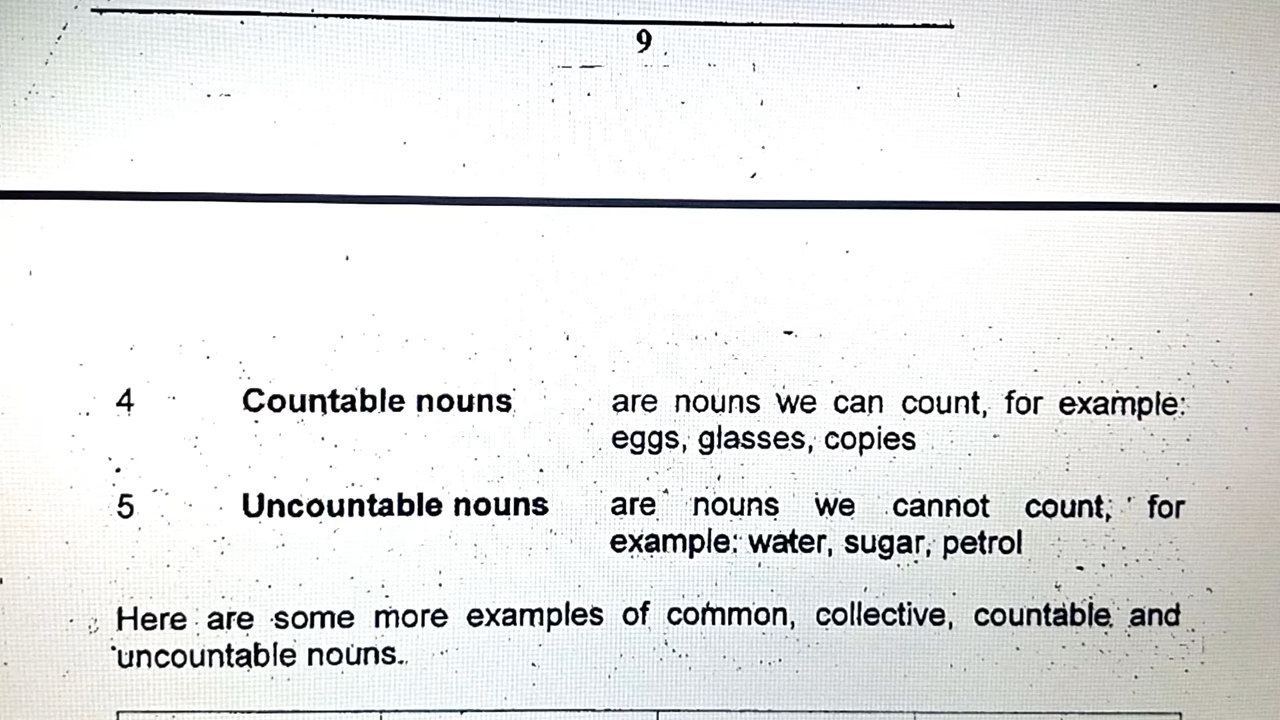 9
4 Countable nouns are nouns we can count, for example:
eggs, glasses, copies
5 Uncountable nouns are nouns we cannot count, for
example: water, sugar, petrol
Here are some more examples of common, collective, countable and
uncountable nouns.